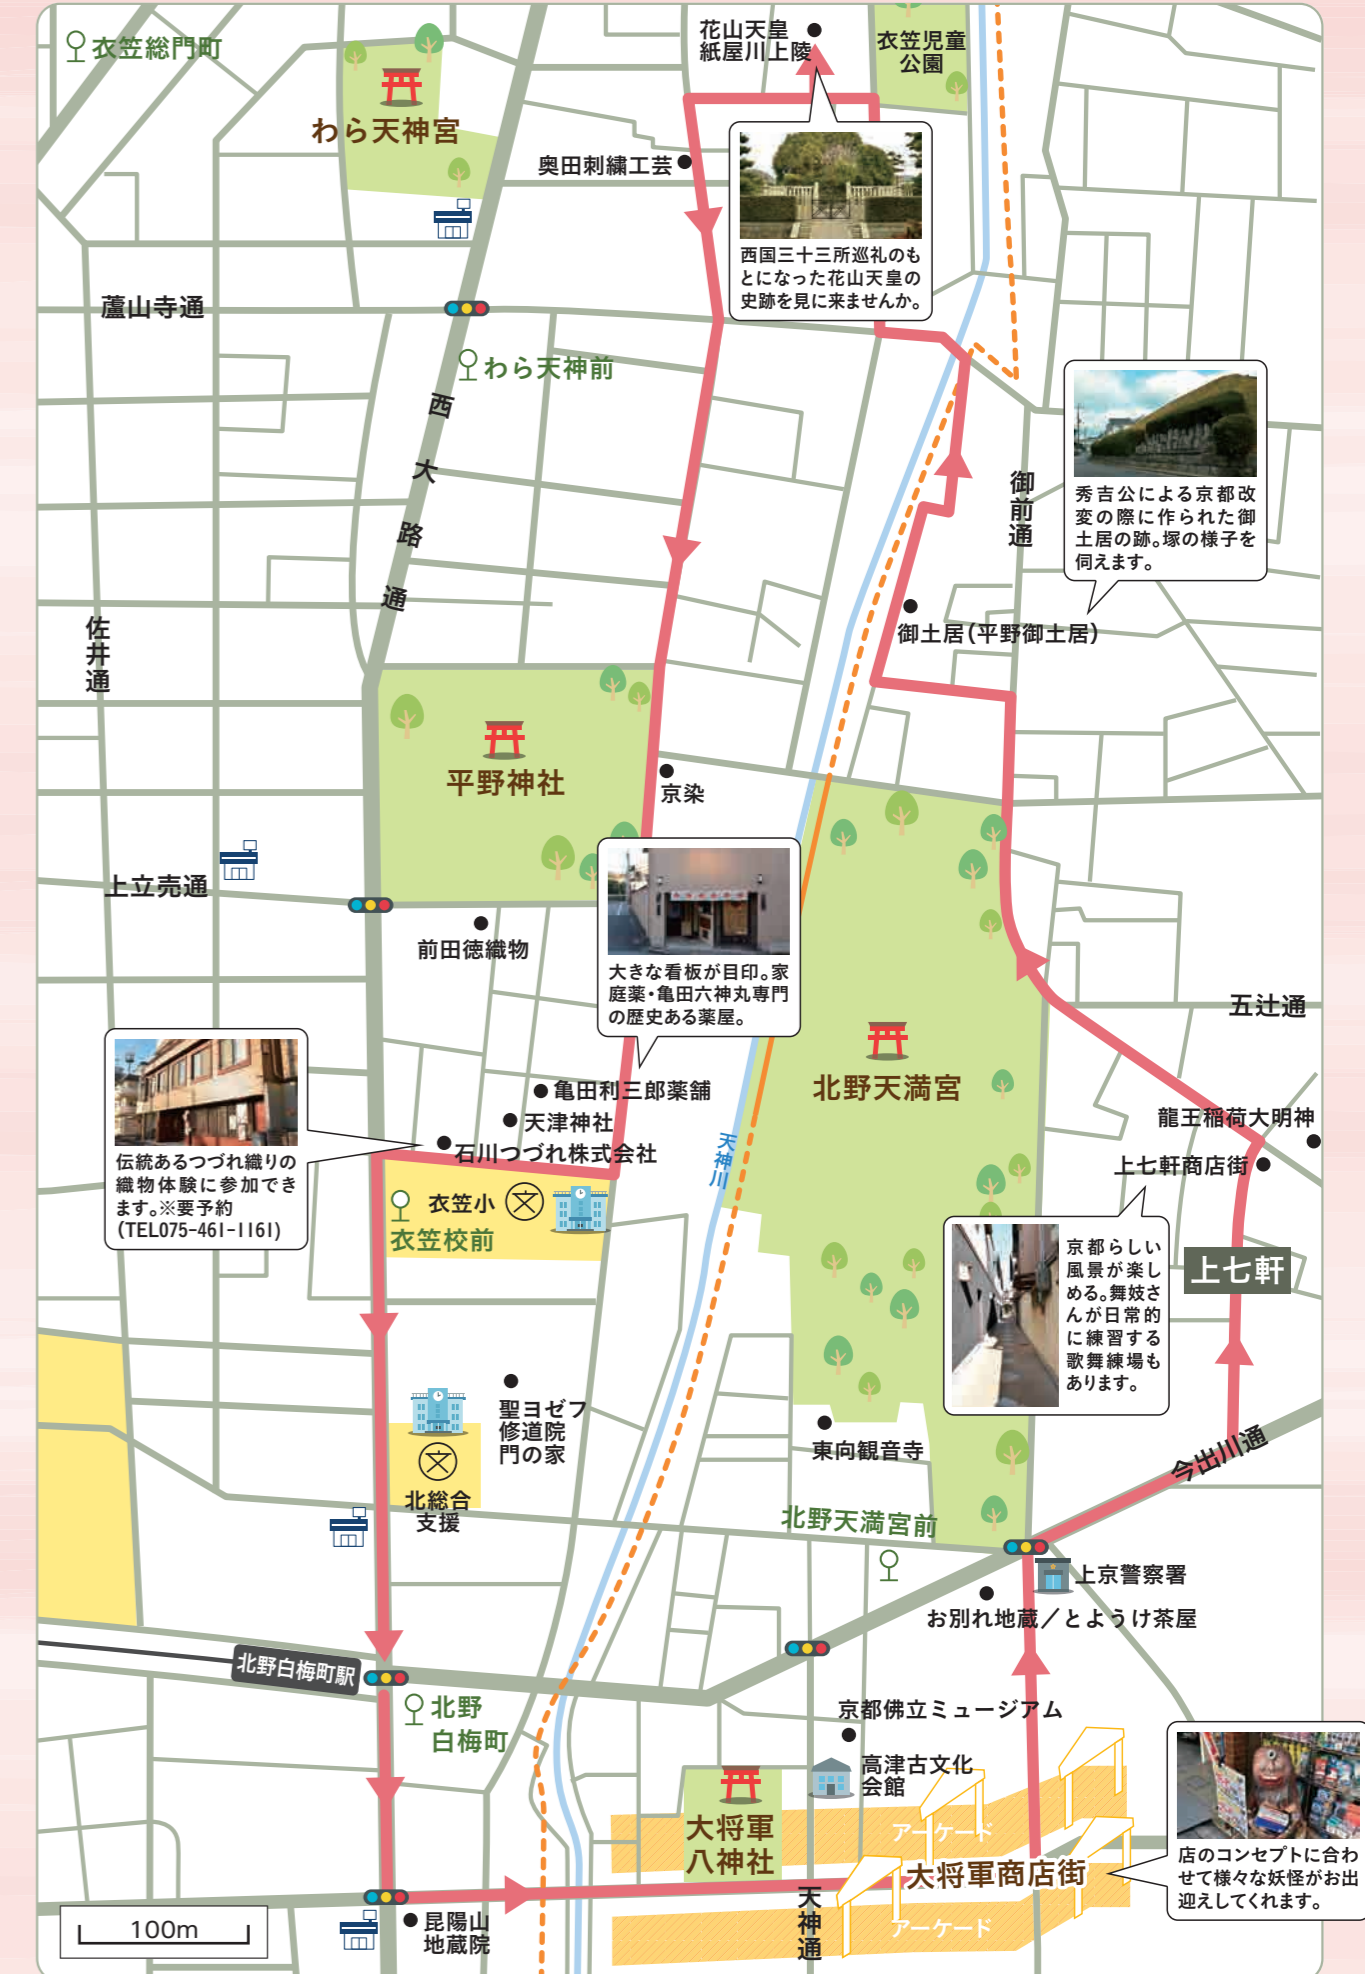 衣笠総門町
わら天神宮
花山天皇
紙屋川上陵
衣笠児童
公園
奥田刺繍工芸
西国三十三所巡礼のも
とになった花山天皇の
史跡を見に来ませんか。
蘆山寺通
わら天神前
西大路通
御前通
秀吉公による京都改
変の際に作られた御
土居の跡。塚の様子を
伺えます。
御土居(平野御土居)
佐井通
平野神社
京染
上立売通
前田徳織物
大きな看板が目印。家
庭薬・亀田六神丸専門
の歴史ある薬屋。
五辻通
北野天満宮
亀田利三郎薬舗
天津神社
石川つづれ株式会社
伝統あるつづれ織りの
織物体験に参加でき
ます。※要予約
(TEL075-461-1161)
天神川
龍王稲荷大明神
上七軒商店街
衣笠小
文
衣笠校前
京都らしい
風景が楽し
める。舞妓さ
んが日常的
に練習する
歌舞練場も
あります。
上七軒
聖ヨゼフ
修道院
門の家
文
北総合
支援
東向観音寺
今出川通
北野天満宮前
上京警察署
お別れ地蔵/とようけ茶屋
北野白梅町駅
北野
白梅町
京都佛立ミュージアム
高津古文化
会館
大将軍
八神社
アーケード
大将軍商店街
アーケード
店のコンセプトに合わ
せて様々な妖怪がお出
迎えしてくれます。
天神通
昆陽山
地蔵院
100m